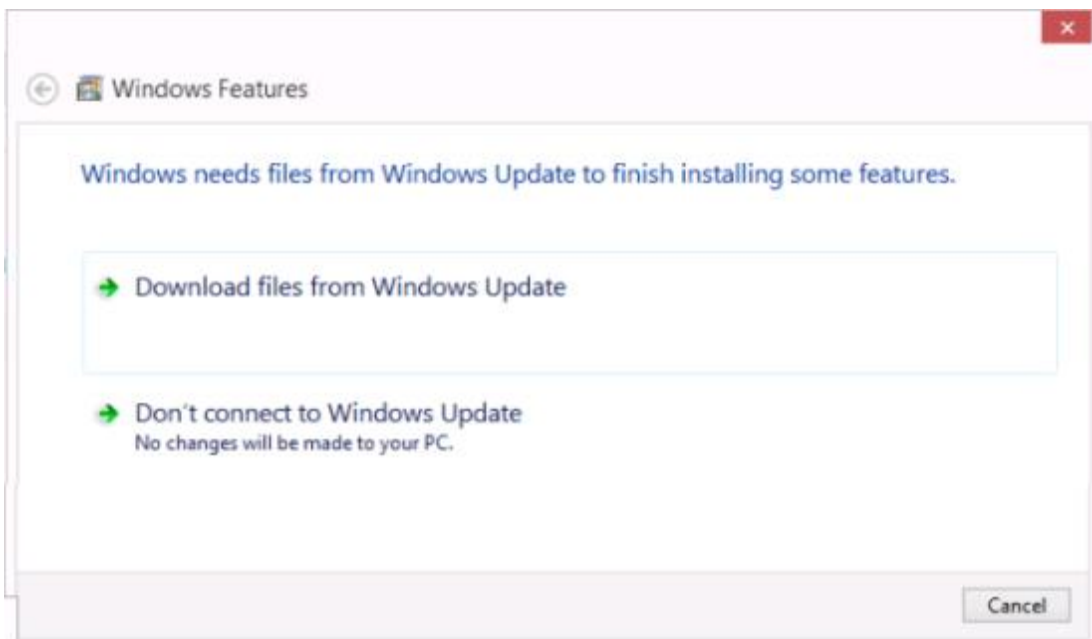 Windows Features
Windows needs files from Windows Update to finish installing some features.
Download files from Windows Update
Don't connect to Windows Update
No changes will be made to your PC.
Cancel